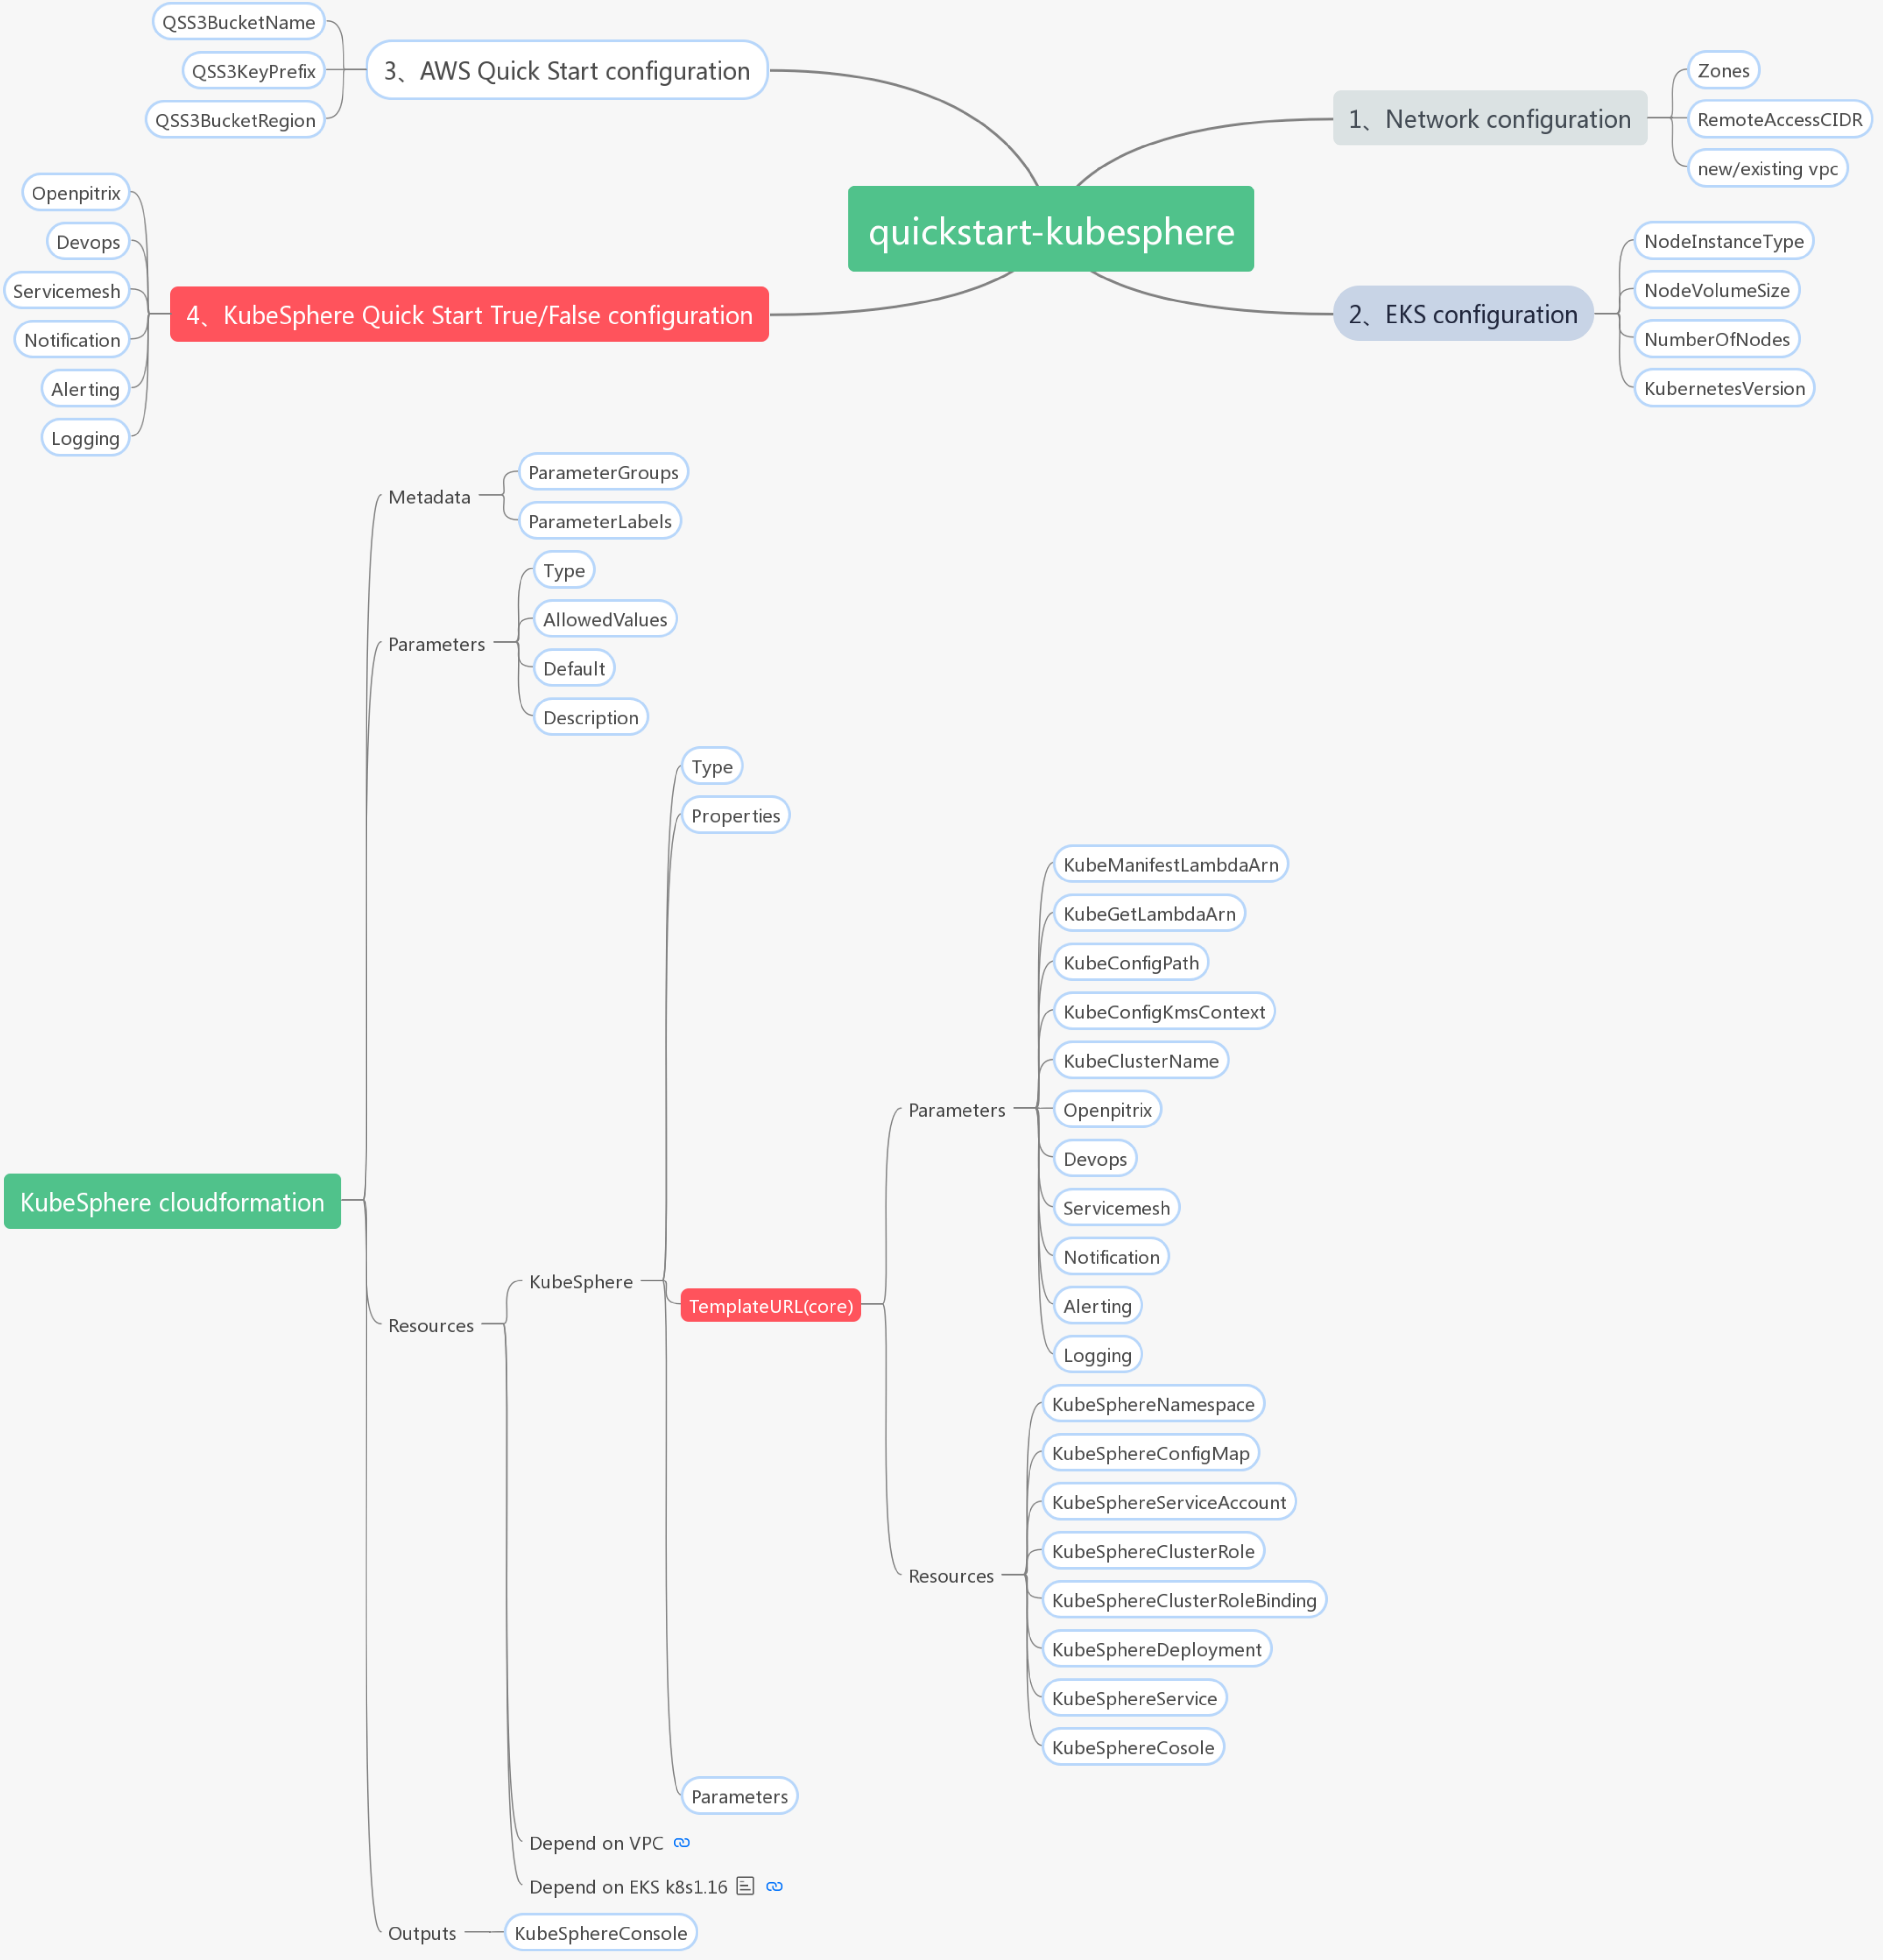 QSS3BucketName
QSS3KeyPrefix
QSS3BucketRegion
3、AWS Quick Start configuration
1、Network configuration
Zones
RemoteAccessCIDR
new/existing vpc
quickstart-kubesphere
Openpitrix
Devops
Servicemesh
Notification
Alerting
Logging
4、KubeSphere Quick Start True/False configuration
2、EKS configuration
NodeInstanceType
NodeVolumeSize
NumberOfNodes
KubernetesVersion
KubeSphere cloudformation
Metadata
ParameterGroups
ParameterLabels
Parameters
Type
AllowedValues
Default
Description
Resources
KubeSphere
Type
Properties
TemplateURL(core)
Parameters
KubeManifestLambdaArn
KubeGetLambdaArn
KubeConfigPath
KubeConfigKmsContext
KubeClusterName
Openpitrix
Devops
Servicemesh
Notification
Alerting
Logging
Resources
KubeSphereNamespace
KubeSphereConfigMap
KubeSphereServiceAccount
KubeSphereClusterRole
KubeSphereClusterRoleBinding
KubeSphereDeployment
KubeSphereService
KubeSphereCosole
Parameters
Depend on VPC
Depend on EKS k8s1.16
Outputs
KubeSphereConsole